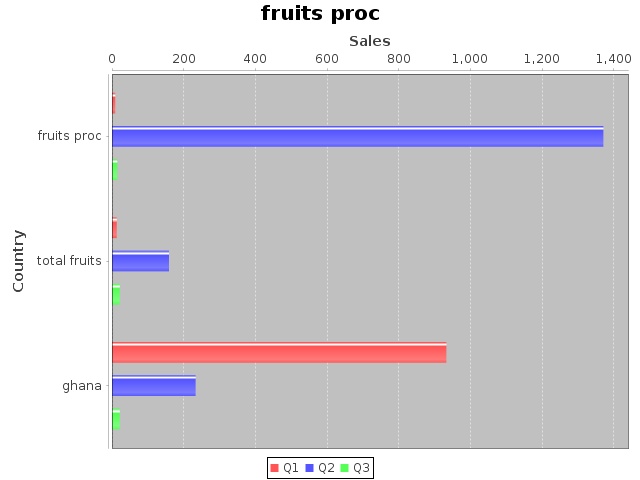 fruits proc
Sales
0 200 400 600 800 1,000 1,200 1,400
fruits proc
total fruits
ghana
Country
Q1 Q2 Q3